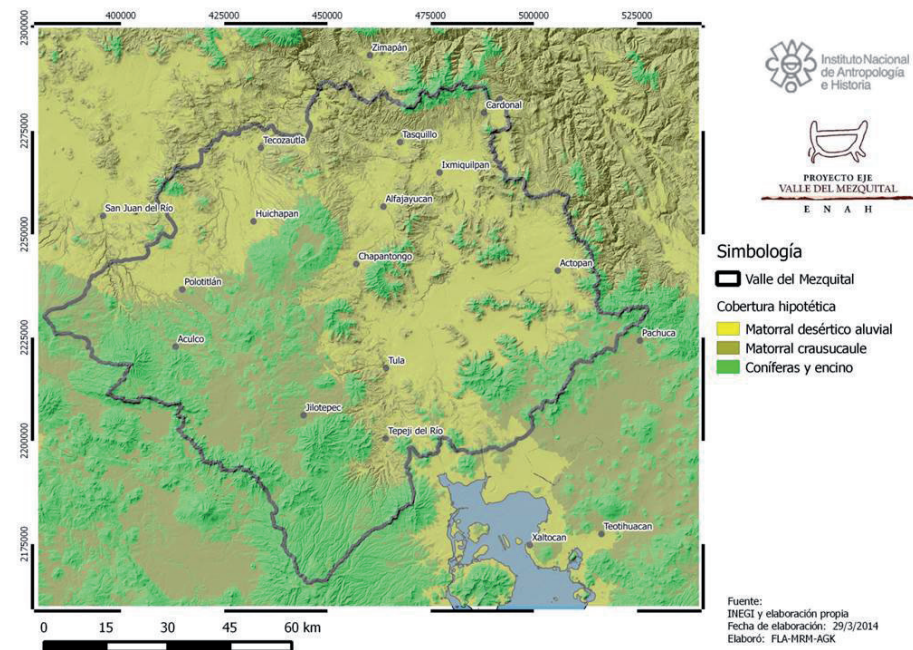 400000
425000
450000
475000
500000
525000
2300000
2275000
2250000
2225000
2200000
2175000
Zimapán
Cardonal
Tasquillo
Tecozautla
Ixmiquilpan
Alfajayucan
San Juan del Río
Huichapan
Chapantongo
Actopan
Polotitlán
Pachuca
Aculco
Tula
Jilotepec
Tepeji del Río
Teotihuacan
Xaltocan
0 15 30 45 60 km
Instituto Nacional
de Antropología
e Historia
PROYECTO EJE
VALLE DEL MEZQUITAL
E N A H
Simbología
Valle del Mezquital
Cobertura hipotética
Matorral desértico aluvial
Matorral crausucaule
Coníferas y encino
Fuente:
INEGI y elaboración propia
Fecha de elaboración: 29/3/2014
Elaboró: FLA-MRM-AGK